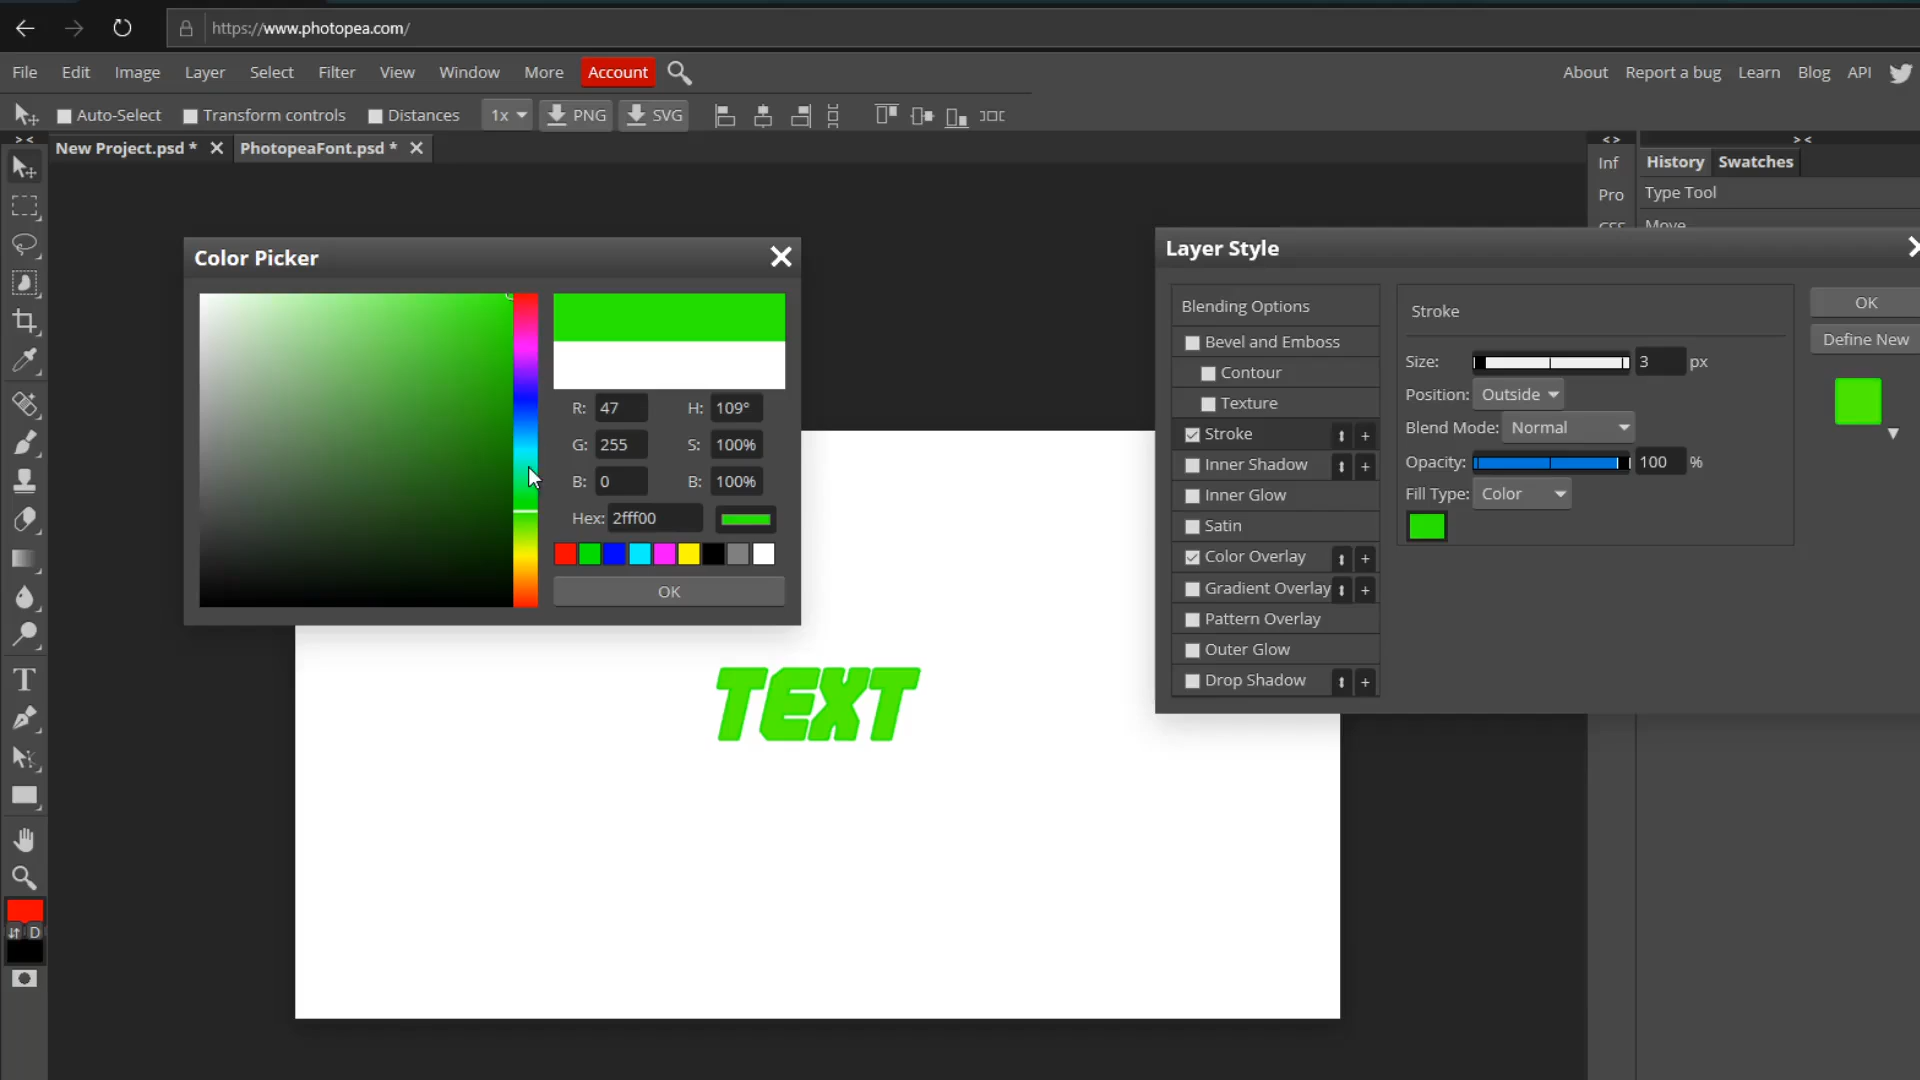 https://www.photopea.com/
File Edit Image Layer Select Filter View Window More Account About Report a bug Learn Blog API
Auto-Select Transform controls Distances 1x PNG SVG
> < New Project.psd * PhotopeaFont.psd * < > > <
Inf History Swatches
Pro Type Tool
CSS Move
Color Picker
Layer Style
R: 47 H: 109°
G: 255 S: 100%
B: 0 B: 100%
Hex: 2fff00
OK
Blending Options
Bevel and Emboss
Contour
Texture
Stroke +
Inner Shadow +
Inner Glow
Satin
Color Overlay +
Gradient Overlay +
Pattern Overlay
Outer Glow
Drop Shadow +
Stroke
Size: 3 px
Position: Outside
Blend Mode: Normal
Opacity: 100 %
Fill Type: Color
OK
Define New
TEXT
D